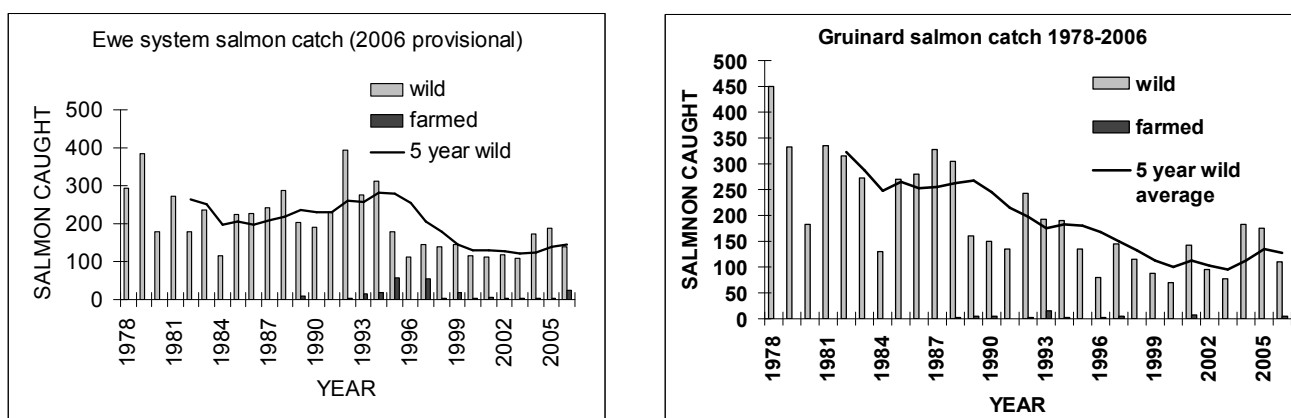 Ewe system salmon catch (2006 provisional)
SALMON CAUGHT
500
400
300
200
100
0
wild
farmed
5 year wild
1978
1981
1984
1987
1990
1993
1996
1999
2002
2005
YEAR
Gruinard salmon catch 1978-2006
SALMNON CAUGHT
500
450
400
350
300
250
200
150
100
50
0
wild
farmed
5 year wild
average
1978
1981
1984
1987
1990
1993
1996
1999
2002
2005
YEAR